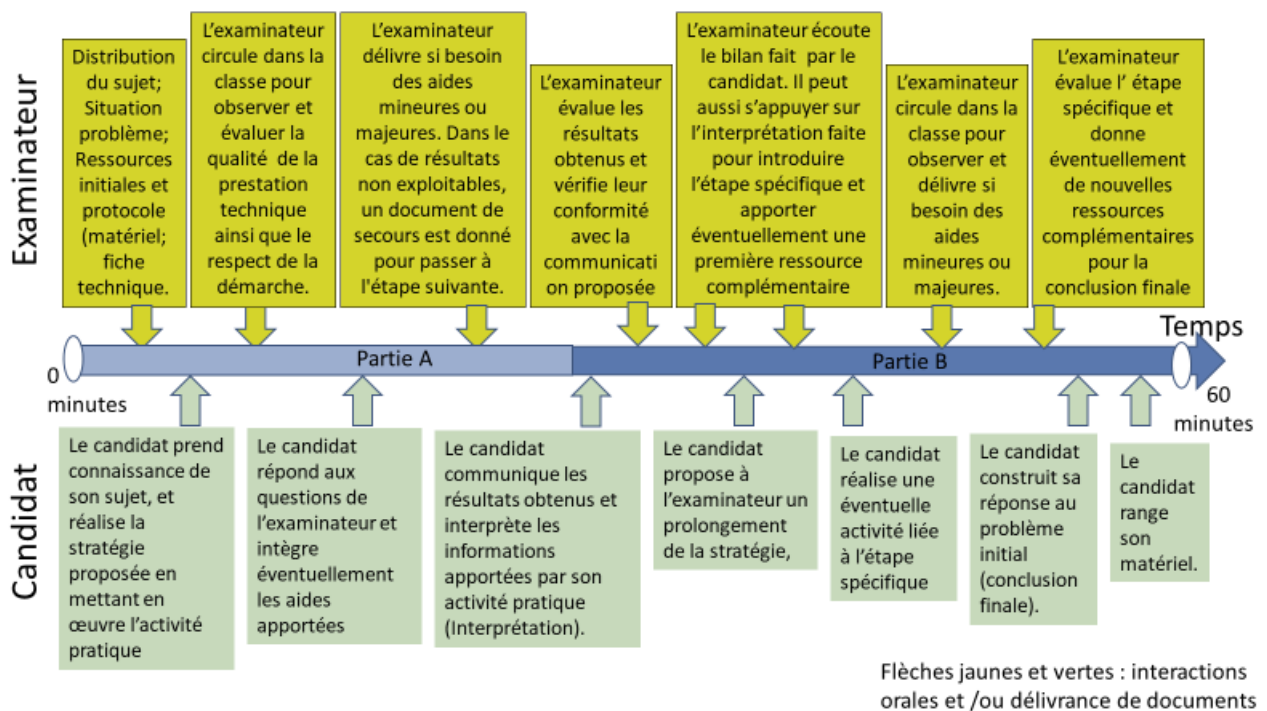 Examinateur
Distribution
du sujet;
Situation
problème;
Ressources
initiales et
protocole
(matériel;
fiche
technique.
L’examinateur
circule dans la
classe pour
observer et
évaluer la
qualité de la
prestation
technique
ainsi que le
respect de la
démarche.
L’examinateur
délivre si besoin
des aides
mineures ou
majeures. Dans le
cas de résultats
non exploitables,
un document de
secours est donné
pour passer à
l'étape suivante.
L’examinateur
évalue les
résultats
obtenus et
vérifie leur
conformité
avec la
communicati
on proposée
L’examinateur écoute
le bilan fait par le
candidat. Il peut
aussi s’appuyer sur
l’interprétation faite
pour introduire
l’étape spécifique et
apporter
éventuellement une
première ressource
complémentaire
L’examinateur
circule dans la
classe pour
observer et
délivre si
besoin des
aides
mineures ou
majeures.
L’examinateur
évalue l’ étape
spécifique et
donne
éventuellement
de nouvelles
ressources
complémentaires
pour la
conclusion finale
Temps
Partie A
Partie B
0
minutes
60
minutes
Candidat
Le candidat prend
connaissance de
son sujet, et
réalise la
stratégie
proposée en
mettant en
œuvre l’activité
pratique
Le candidat
répond aux
questions de
l’examinateur et
intègre
éventuellement
les aides
apportées
Le candidat
communique les
résultats obtenus et
interprète les
informations
apportées par son
activité pratique
(Interprétation).
Le candidat
propose à
l’examinateur un
prolongement
de la stratégie,
Le candidat
réalise une
éventuelle
activité liée
à l’étape
spécifique
Le candidat
construit sa
réponse au
problème
initial
(conclusion
finale).
Le
candidat
range
son
matériel.
Flèches jaunes et vertes : interactions
orales et /ou délivrance de documents